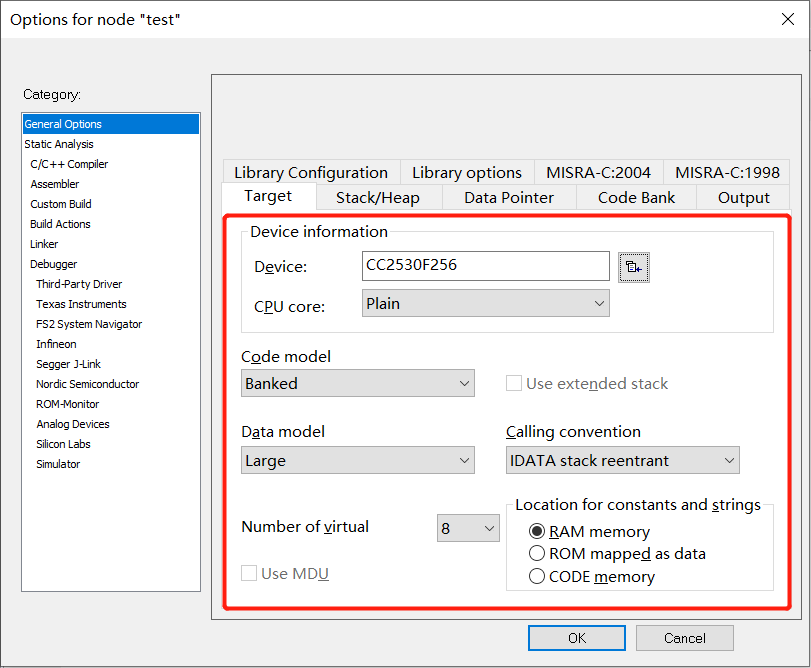 Options for node "test"
Category:
General Options
Static Analysis
C/C++ Compiler
Assembler
Custom Build
Build Actions
Linker
Debugger
Third-Party Driver
Texas Instruments
FS2 System Navigator
Infineon
Segger J-Link
Nordic Semiconductor
ROM-Monitor
Analog Devices
Silicon Labs
Simulator
Library Configuration Library options MISRA-C:2004 MISRA-C:1998
Target Stack/Heap Data Pointer Code Bank Output
Device information
Device: CC2530F256
CPU core: Plain
Code model
Banked Use extended stack
Data model Calling convention
Large IDATA stack reentrant
Number of virtual 8
Location for constants and strings
RAM memory
ROM mapped as data
CODE memory
Use MDU
OK Cancel